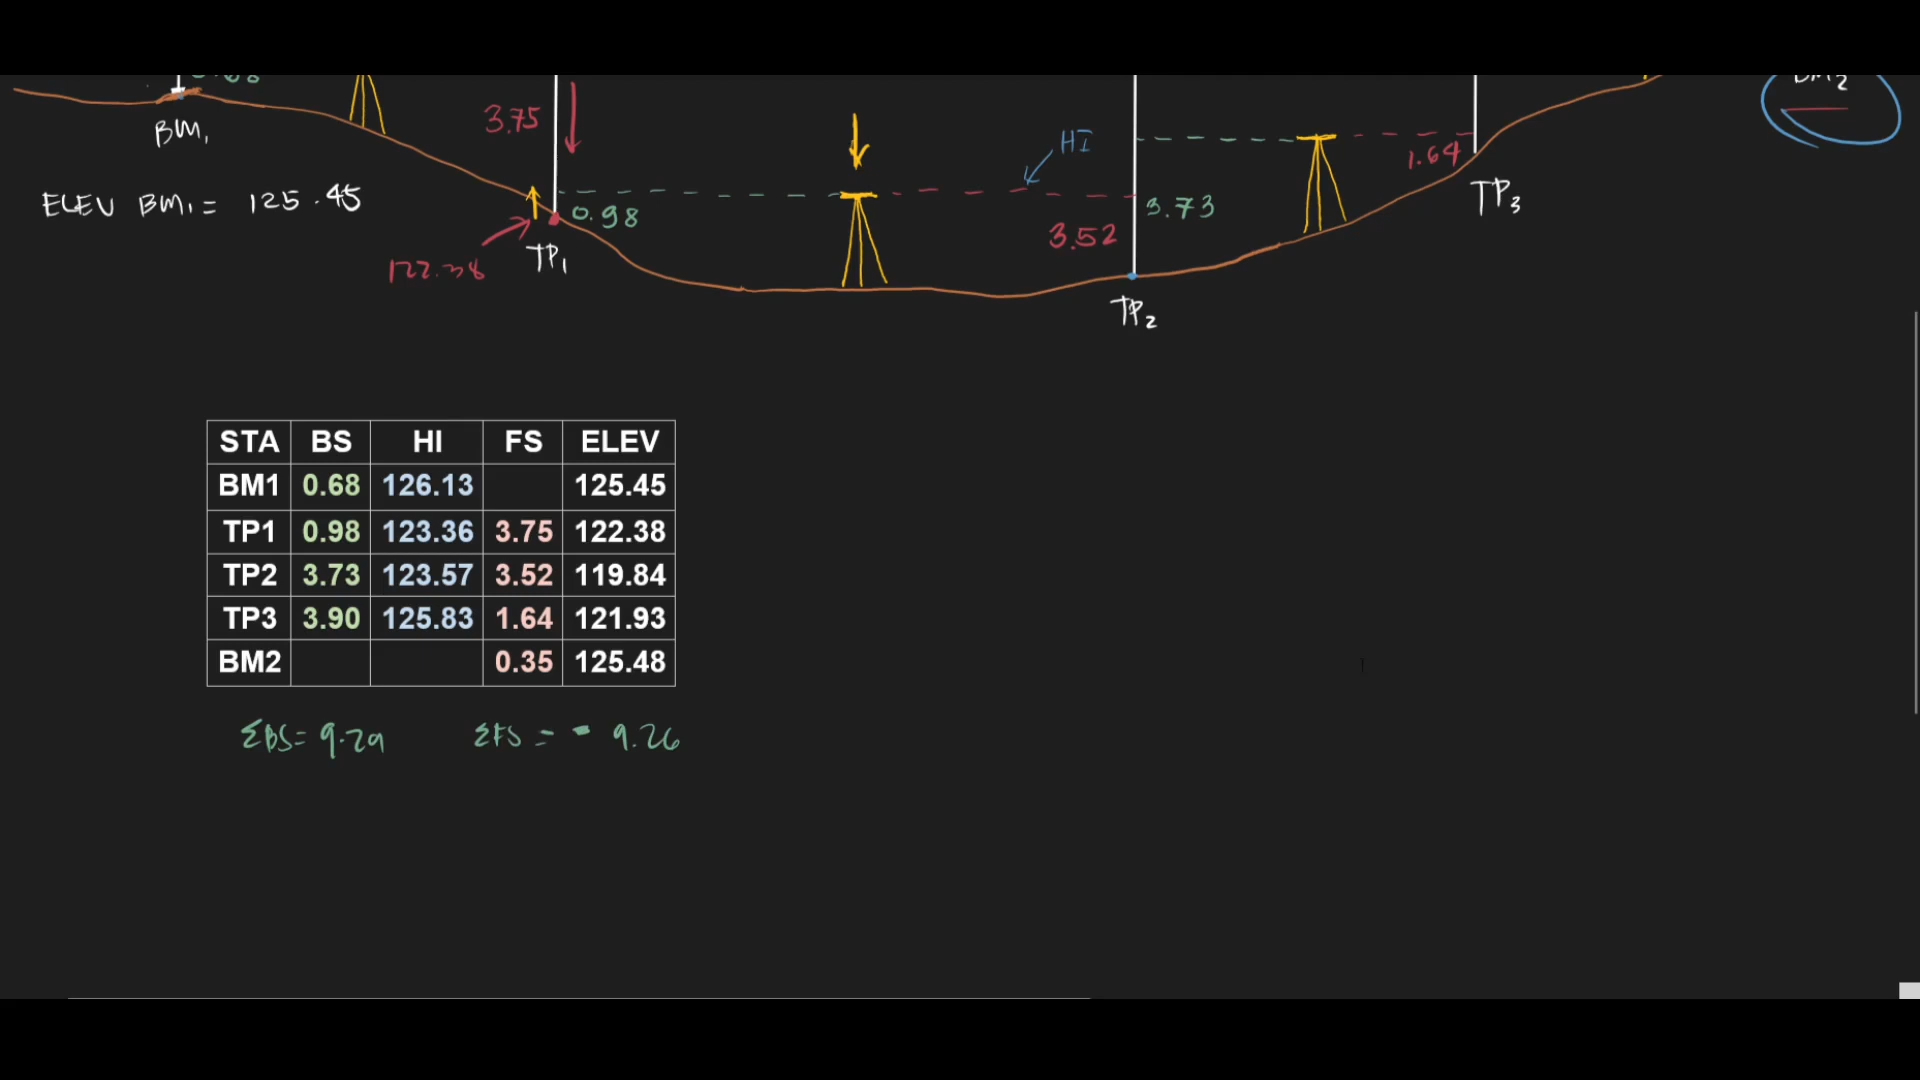 BM₁
3.75
HI
1.64
TP₃
ELEV BM₁ = 125.45
0.98
3.52
3.73
122.38
TP₁
TP₂
STA BS HI FS ELEV
BM1 0.68 126.13 125.45
TP1 0.98 123.36 3.75 122.38
TP2 3.73 123.57 3.52 119.84
TP3 3.90 125.83 1.64 121.93
BM2 0.35 125.48
ΣBS = 9.29 ΣFS = - 9.26